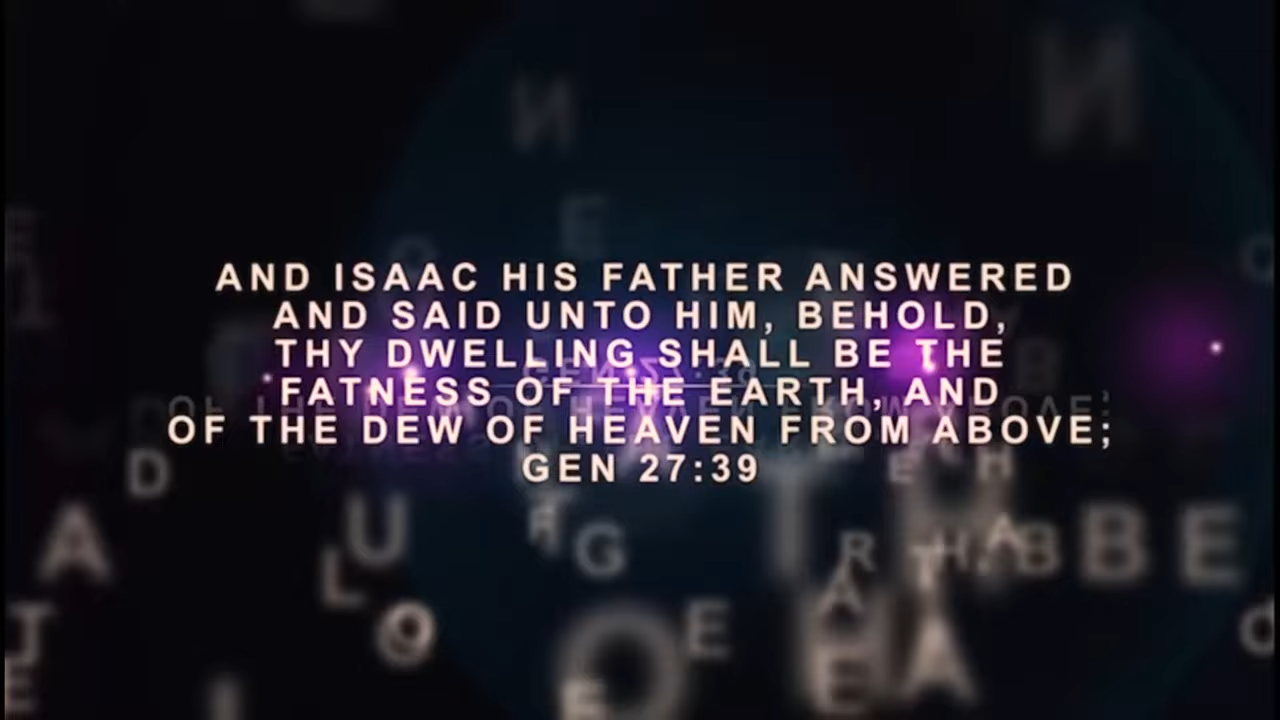 AND ISAAC HIS FATHER ANSWERED
AND SAID UNTO HIM, BEHOLD,
THY DWELLING SHALL BE THE
FATNESS OF THE EARTH, AND
OF THE DEW OF HEAVEN FROM ABOVE;
GEN 27:39